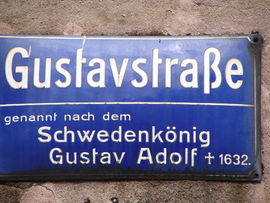 Gustavstraße
genannt nach dem
Schwedenkönig
Gustav Adolf † 1632.